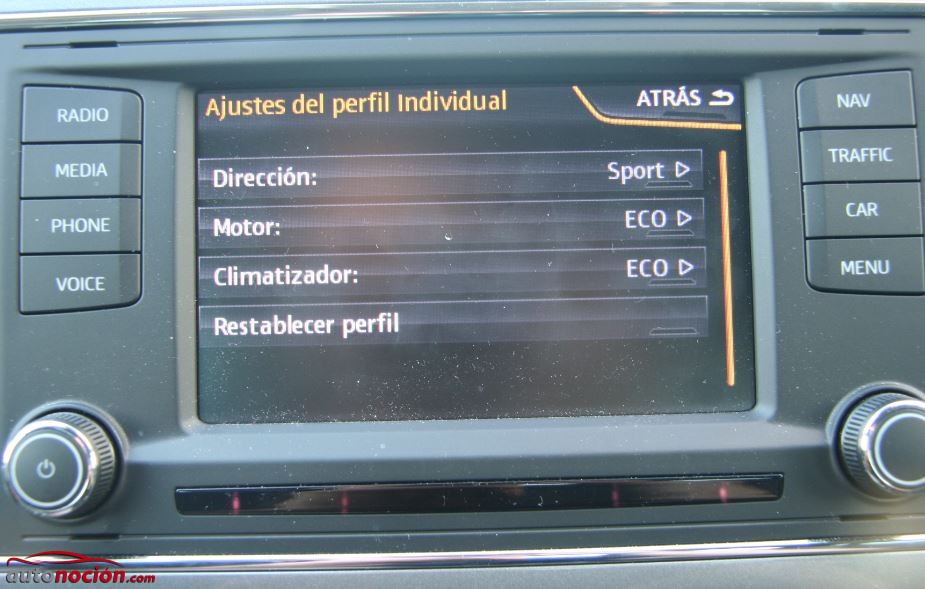 Ajustes del perfil Individual
ATRÁS
Dirección: Sport
Motor: ECO
Climatizador: ECO
Restablecer perfil
RADIO
MEDIA
PHONE
VOICE
NAV
TRAFFIC
CAR
MENU
autonoción.com